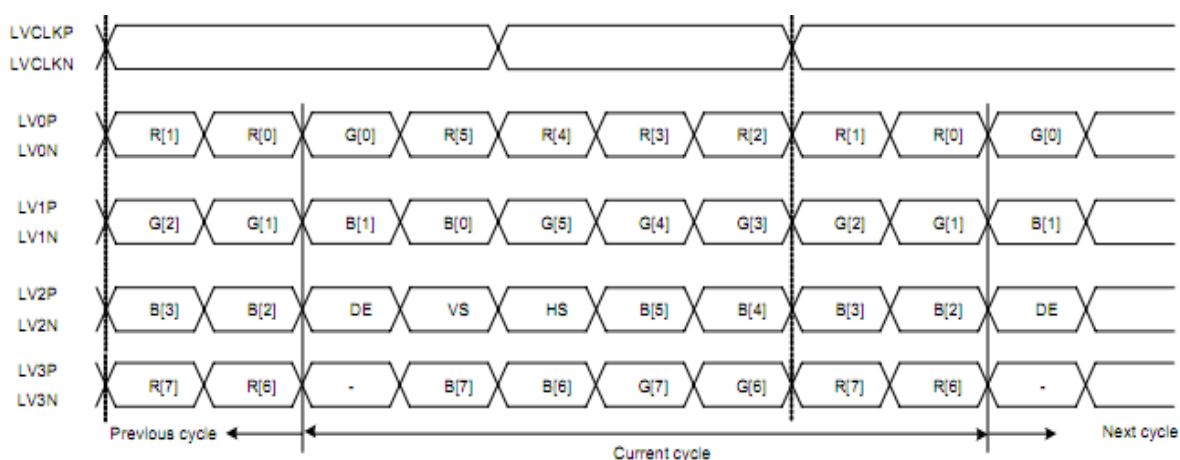 LVCLKP
LVCLKN
LV0P
R[1] R[0] G[0] R[5] R[4] R[3] R[2] R[1] R[0] G[0]
LV0N
LV1P
G[2] G[1] B[1] B[0] G[5] G[4] G[3] G[2] G[1] B[1]
LV1N
LV2P
B[3] B[2] DE VS HS B[5] B[4] B[3] B[2] DE
LV2N
LV3P
R[7] R[6] - B[7] B[6] G[7] G[6] R[7] R[6] -
LV3N
Previous cycle Next cycle
Current cycle